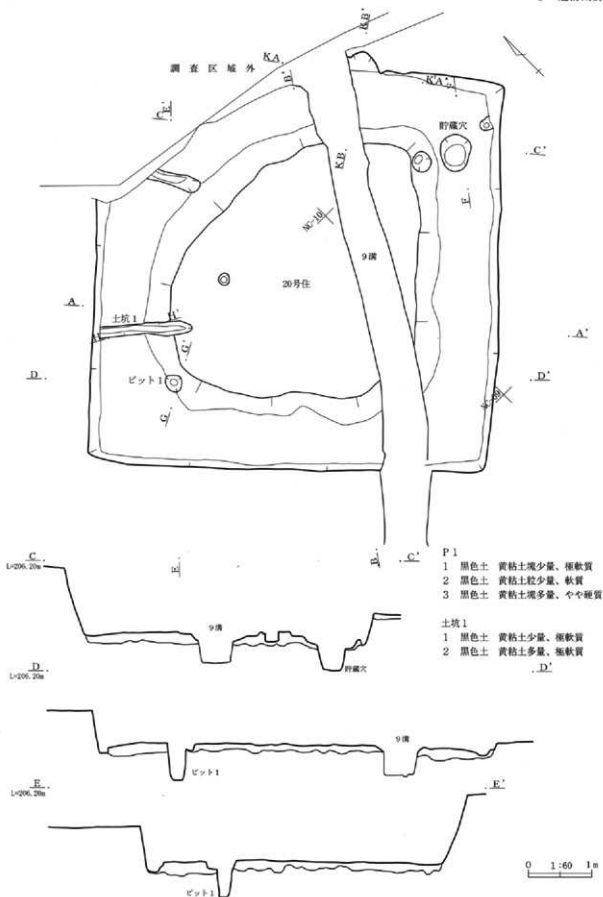 BB'
KA
調査区域外
B'
KA'
F'
C'
E'
貯蔵穴
C'
KB
F
NC-10
9溝
20号住
A
土坑1
H'
H
G'
A'
D
ピット1
D'
G
C
L=206.20m
E
B
C'
P1
1 黒色土 黄粘土塊少量、極軟質
2 黒色土 黄粘土粒少量、軟質
3 黒色土 黄粘土塊多量、やや硬質
9溝
土坑1
1 黒色土 黄粘土少量、極軟質
2 黒色土 黄粘土多量、極軟質
貯蔵穴
D
L=206.20m
D'
9溝
ピット1
E
L=206.20m
E'
ピット1
0 1:60 1m